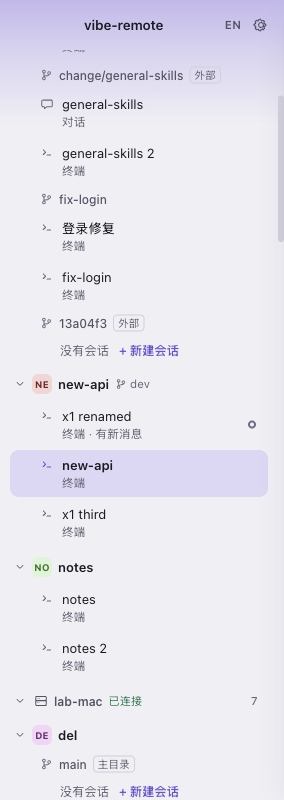 vibe-remote EN
终端
change/general-skills 外部
general-skills
对话
general-skills 2
终端
fix-login
登录修复
终端
fix-login
终端
13a04f3 外部
没有会话 + 新建会话
NE new-api dev
x1 renamed
终端 · 有新消息
new-api
终端
x1 third
终端
NO notes
notes
终端
notes 2
终端
lab-mac 已连接 7
DE del
main 主目录
没有会话 + 新建会话